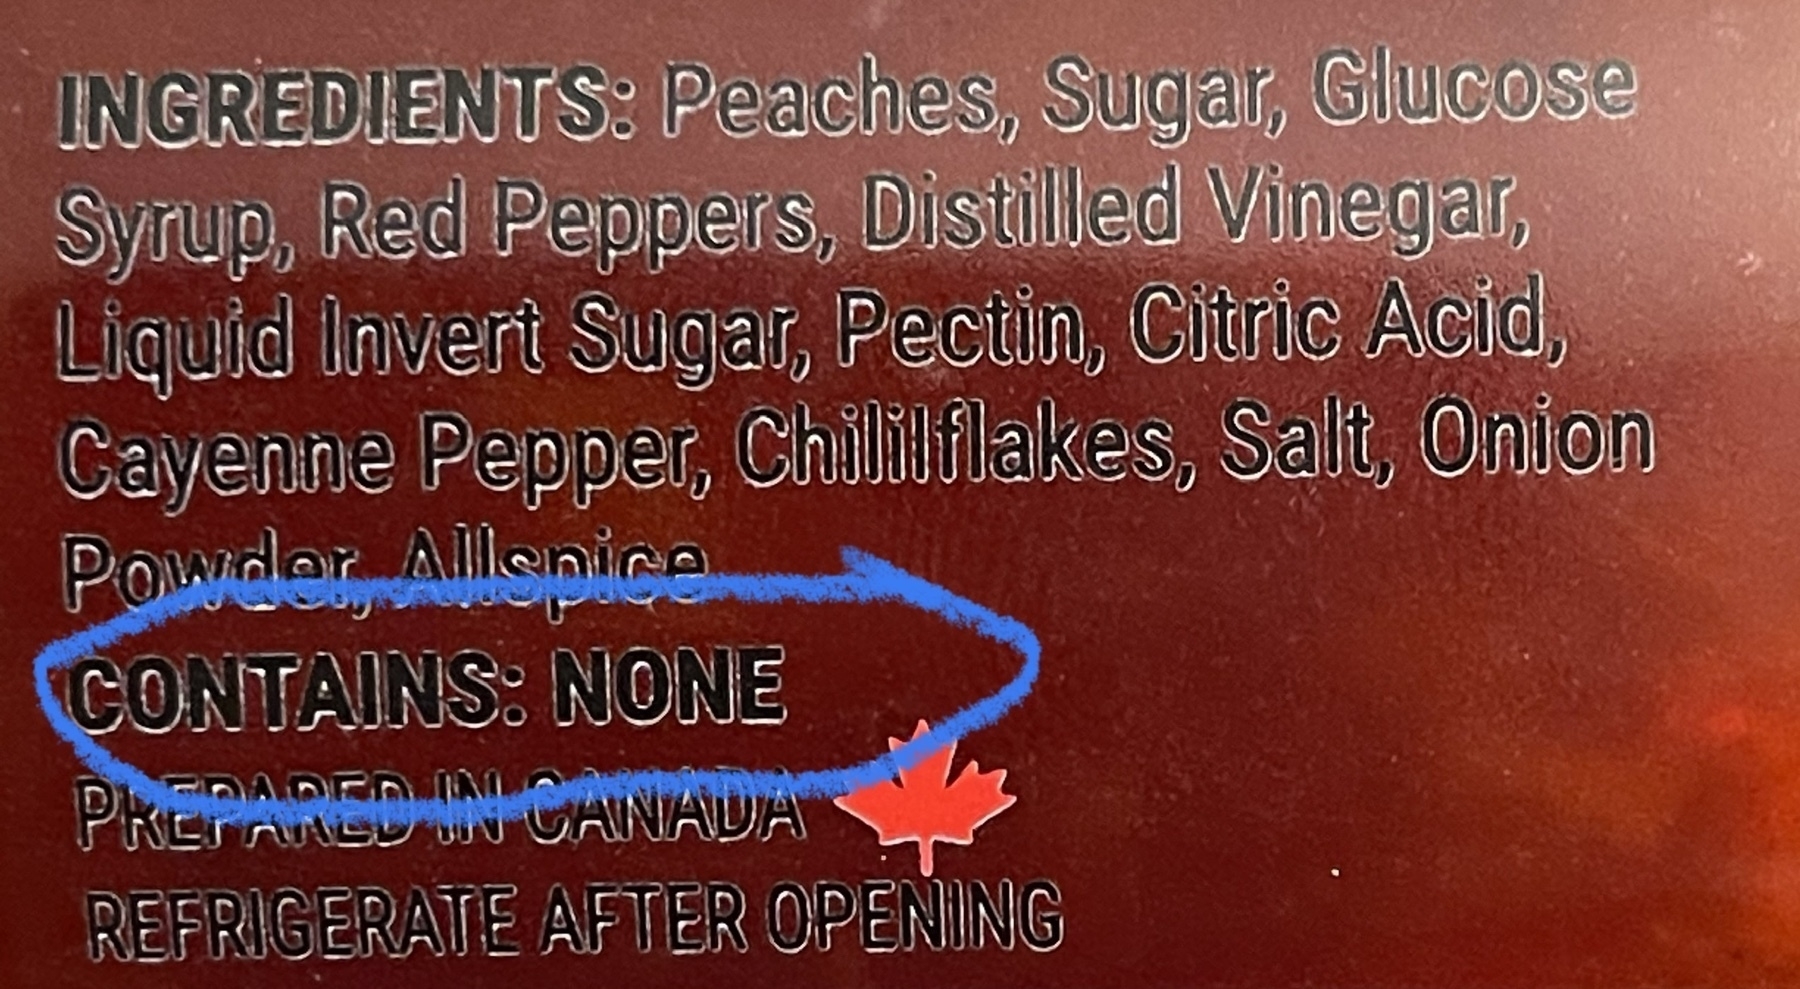 INGREDIENTS: Peaches, Sugar, Glucose
Syrup, Red Peppers, Distilled Vinegar,
Liquid Invert Sugar, Pectin, Citric Acid,
Cayenne Pepper, Chililflakes, Salt, Onion
Powder, Allspice
CONTAINS: NONE
PREPARED IN CANADA
REFRIGERATE AFTER OPENING